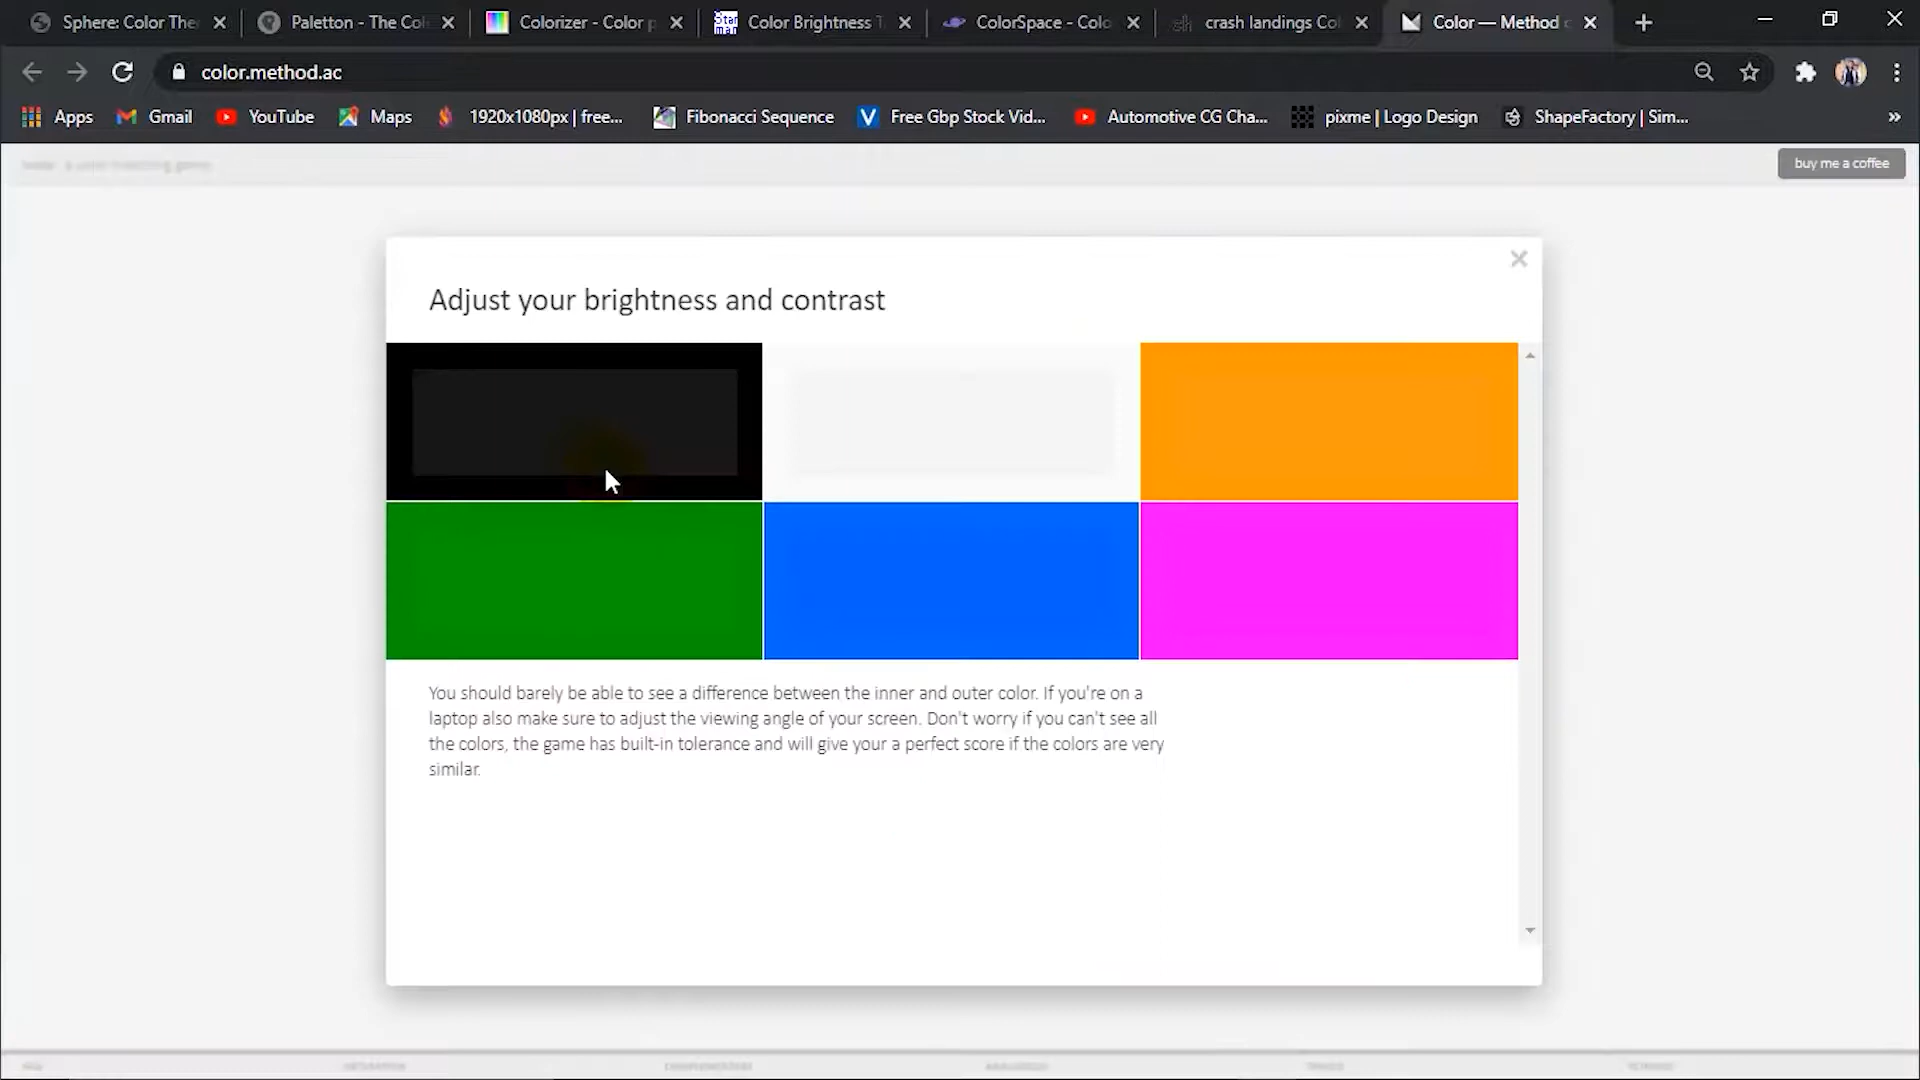 Sphere: Color The
Paletton - The Col
Colorizer - Color p
Star man
Color Brightness T
ColorSpace - Colo
crash landings Col
Color — Method
color.method.ac
Apps
Gmail
YouTube
Maps
1920x1080px | free...
Fibonacci Sequence
V
Free Gbp Stock Vid...
Automotive CG Cha...
pixme | Logo Design
ShapeFactory | Sim...
buy me a coffee
Adjust your brightness and contrast
You should barely be able to see a difference between the inner and outer color. If you're on a
laptop also make sure to adjust the viewing angle of your screen. Don't worry if you can't see all
the colors, the game has built-in tolerance and will give your a perfect score if the colors are very
similar.